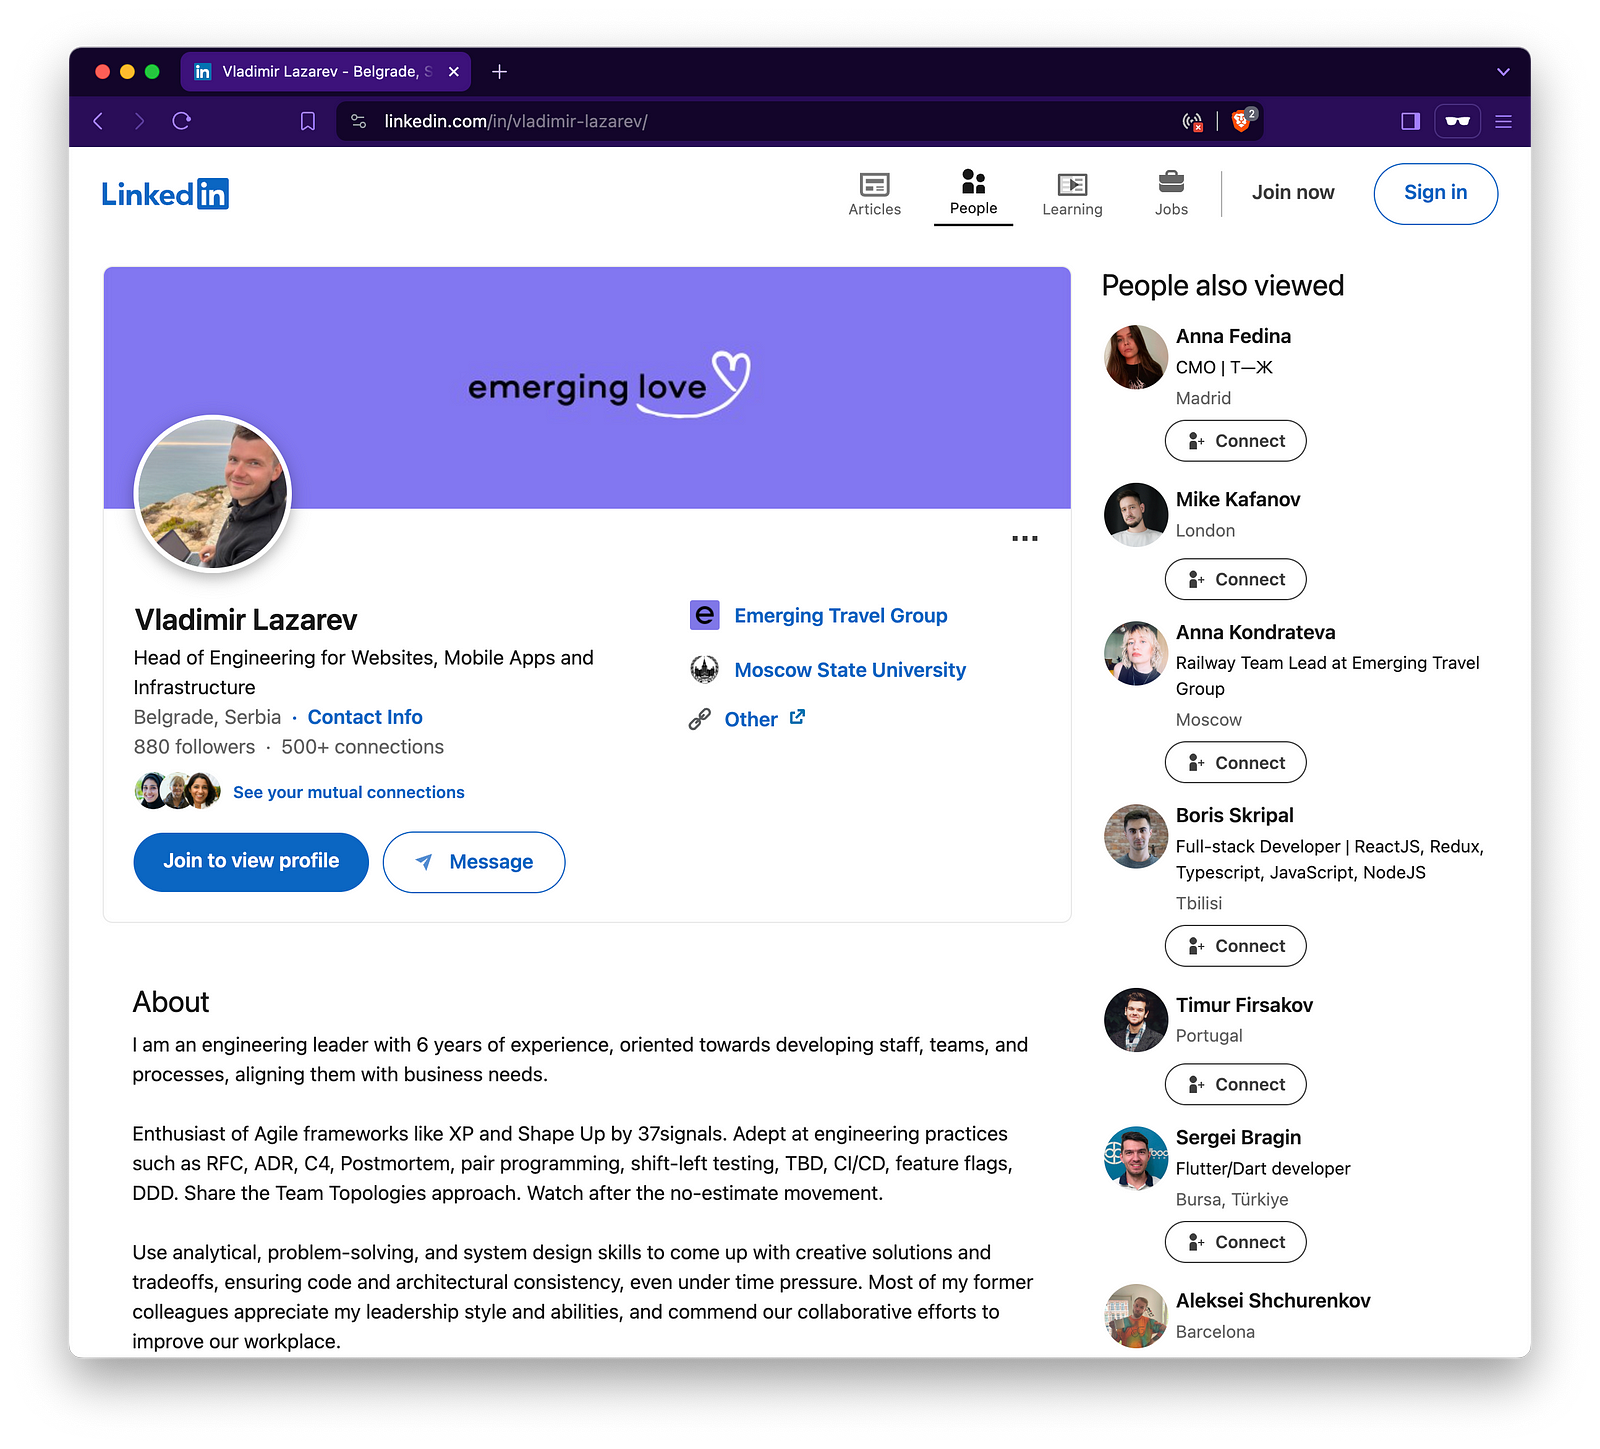 Vladimir Lazarev - Belgrade, S
linkedin.com/in/vladimir-lazarev/
2
Linkedin
Articles
People
Learning
Jobs
Join now
Sign in
emerging love
Vladimir Lazarev
Head of Engineering for Websites, Mobile Apps and
Infrastructure
Belgrade, Serbia · Contact Info
880 followers · 500+ connections
See your mutual connections
Join to view profile
Message
e Emerging Travel Group
Moscow State University
Other
About
I am an engineering leader with 6 years of experience, oriented towards developing staff, teams, and
processes, aligning them with business needs.
Enthusiast of Agile frameworks like XP and Shape Up by 37signals. Adept at engineering practices
such as RFC, ADR, C4, Postmortem, pair programming, shift-left testing, TBD, CI/CD, feature flags,
DDD. Share the Team Topologies approach. Watch after the no-estimate movement.
Use analytical, problem-solving, and system design skills to come up with creative solutions and
tradeoffs, ensuring code and architectural consistency, even under time pressure. Most of my former
colleagues appreciate my leadership style and abilities, and commend our collaborative efforts to
improve our workplace.
People also viewed
Anna Fedina
CMO | Т—Ж
Madrid
Connect
Mike Kafanov
London
Connect
Anna Kondrateva
Railway Team Lead at Emerging Travel
Group
Moscow
Connect
Boris Skripal
Full-stack Developer | ReactJS, Redux,
Typescript, JavaScript, NodeJS
Tbilisi
Connect
Timur Firsakov
Portugal
Connect
Sergei Bragin
Flutter/Dart developer
Bursa, Türkiye
Connect
Aleksei Shchurenkov
Barcelona